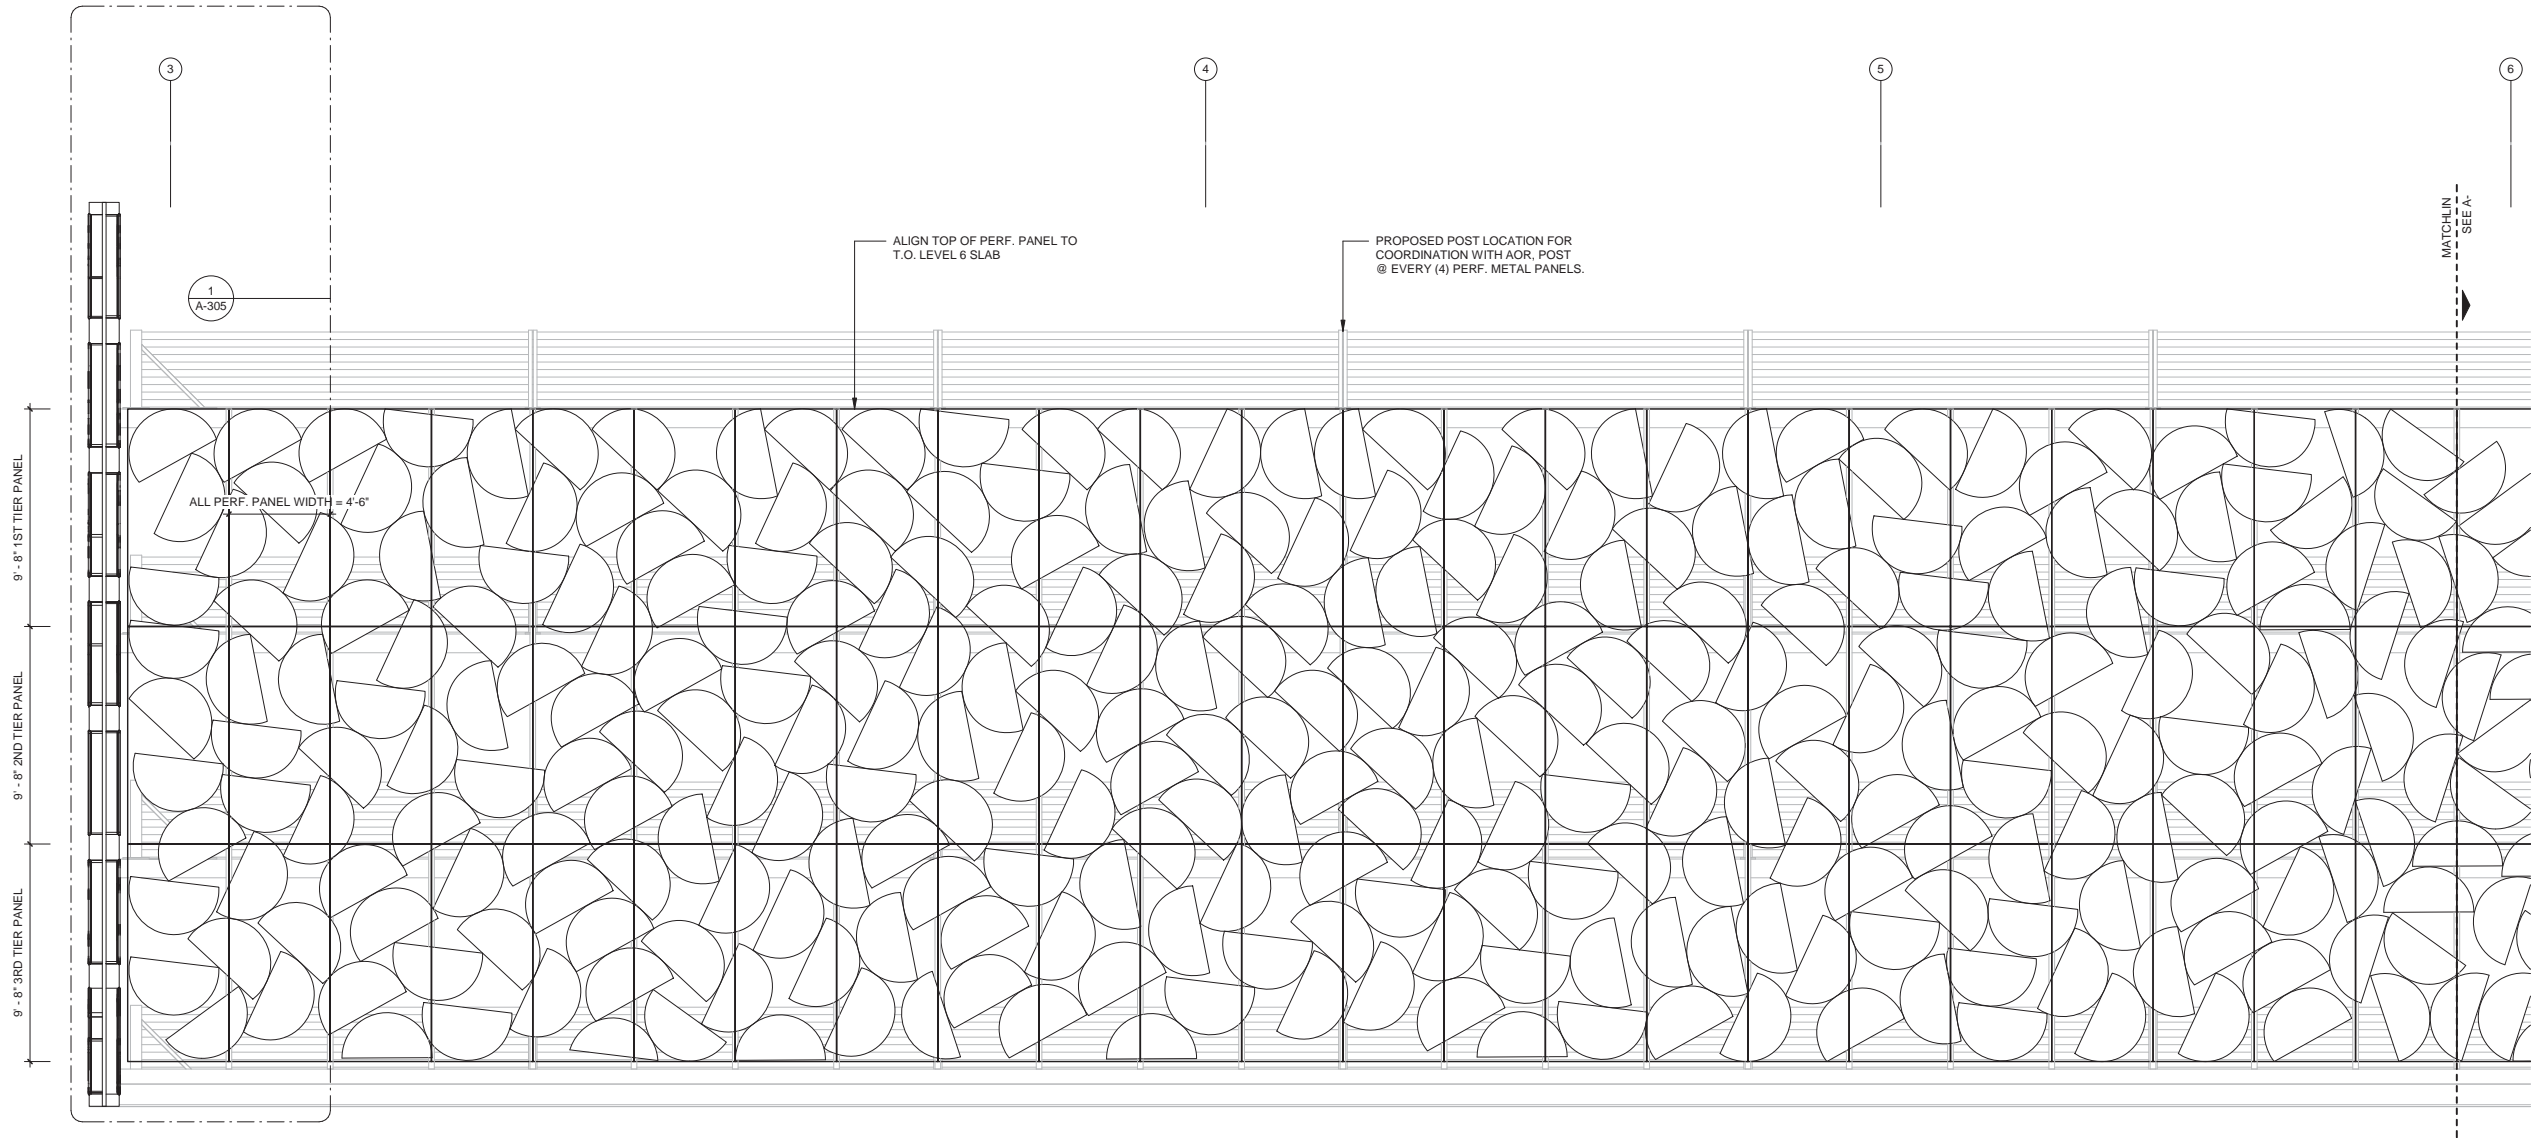 3
4
5
6
MATCHLIN
SEE A-
ALIGN TOP OF PERF. PANEL TO
T.O. LEVEL 6 SLAB
PROPOSED POST LOCATION FOR
COORDINATION WITH AOR, POST
@ EVERY (4) PERF. METAL PANELS.
1
A-305
9' - 8" 1ST TIER PANEL
ALL PERF. PANEL WIDTH = 4'-6"
9' - 8" 2ND TIER PANEL
9' - 8" 3RD TIER PANEL